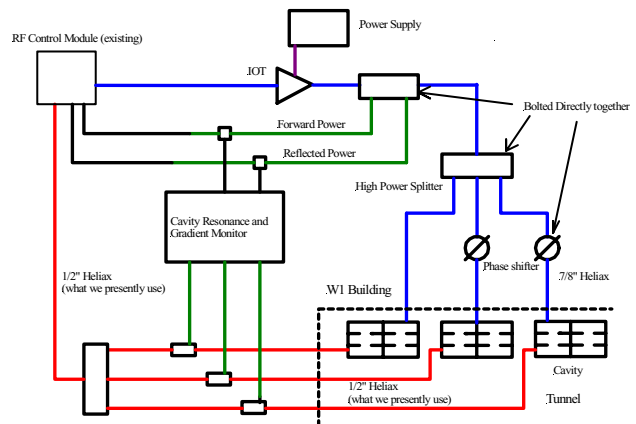 Power Supply
RF Control Module (existing)
IOT
Bolted Directly together
Forward Power
Reflected Power
High Power Splitter
Cavity Resonance and
Gradient Monitor
Phase shifter
7/8" Heliax
1/2" Heliax
(what we presently use)
W1 Building
Cavity
1/2" Heliax
(what we presently use)
Tunnel